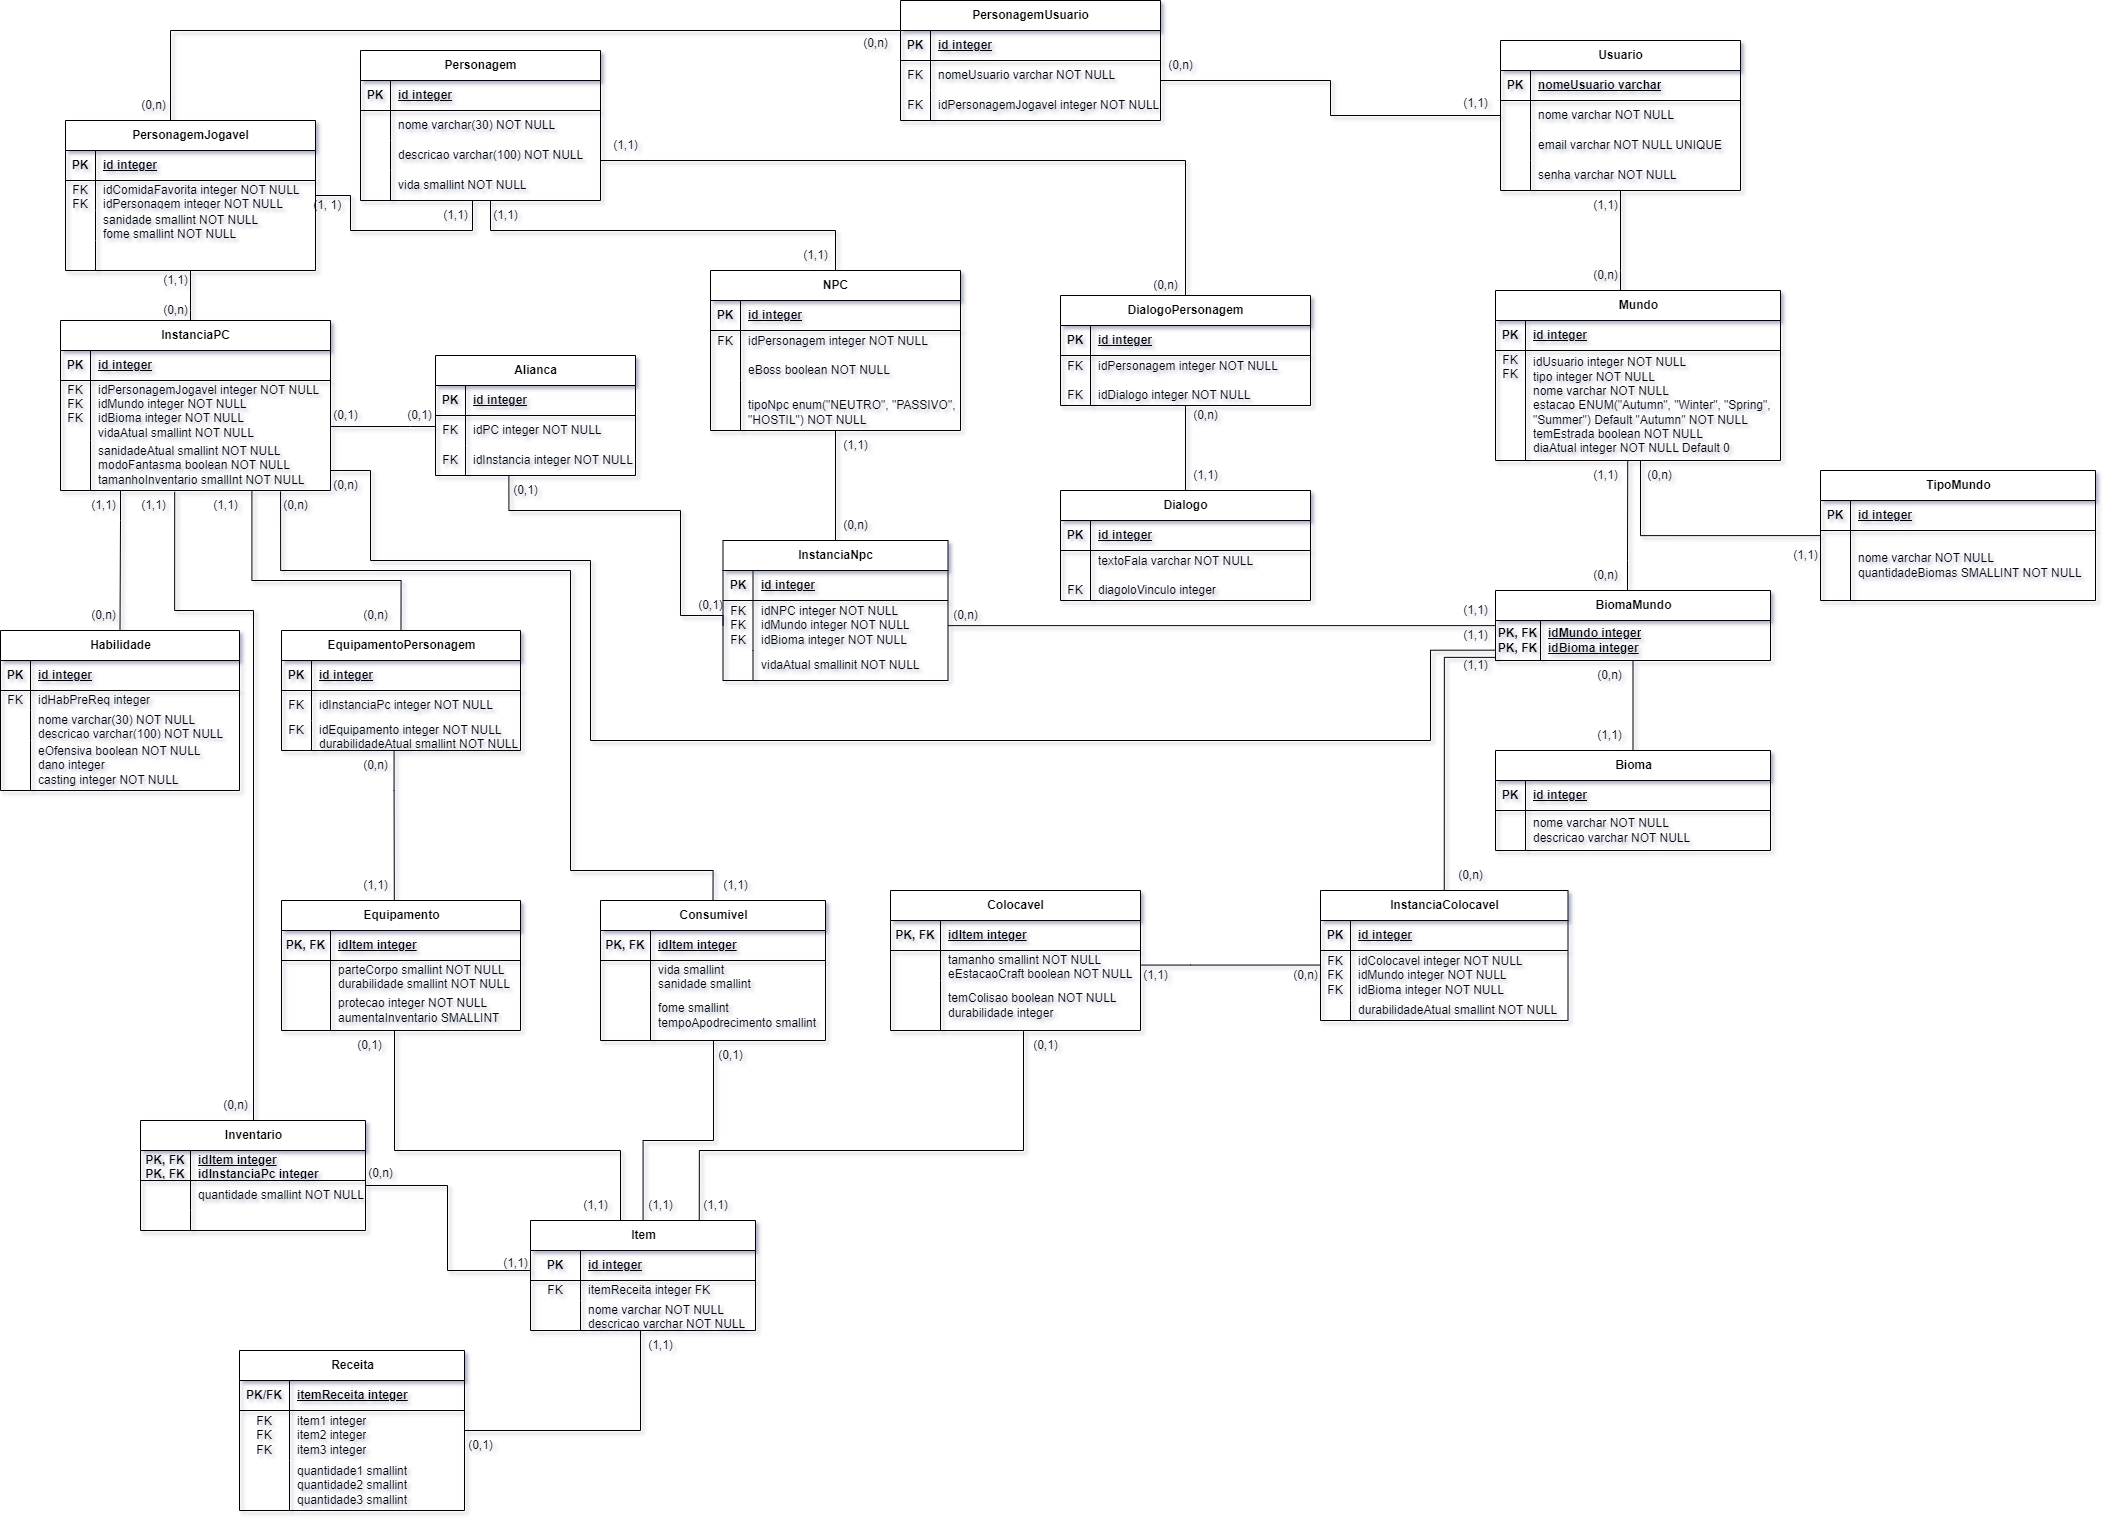 PersonagemUsuario
PK id integer
FK nomeUsuario varchar NOT NULL
FK idPersonagemJogavel integer NOT NULL
(0,n)
(0,n)
(0,n)
(1,1)
Usuario
PK nomeUsuario varchar
nome varchar NOT NULL
email varchar NOT NULL UNIQUE
senha varchar NOT NULL
(1,1)
(0,n)
Personagem
PK id integer
nome varchar(30) NOT NULL
descricao varchar(100) NOT NULL
vida smallint NOT NULL
(1,1)
(1,1)
(1,1)
PersonagemJogavel
PK id integer
FK idComidaFavorita integer NOT NULL
FK idPersonagem integer NOT NULL
sanidade smallint NOT NULL
fome smallint NOT NULL
(1, 1)
(1,1)
(0,n)
(1,1)
NPC
PK id integer
FK idPersonagem integer NOT NULL
eBoss boolean NOT NULL
tipoNpc enum("NEUTRO", "PASSIVO",
"HOSTIL") NOT NULL
(1,1)
(0,n)
(0,n)
DialogoPersonagem
PK id integer
FK idPersonagem integer NOT NULL
FK idDialogo integer NOT NULL
(0,n)
(1,1)
Mundo
PK id integer
FK idUsuario integer NOT NULL
FK tipo integer NOT NULL
nome varchar NOT NULL
estacao ENUM("Autumn", "Winter", "Spring",
"Summer") Default "Autumn" NOT NULL
temEstrada boolean NOT NULL
diaAtual integer NOT NULL Default 0
(1,1)
(0,n)
(1,1)
(0,n)
InstanciaPC
PK id integer
FK idPersonagemJogavel integer NOT NULL
FK idMundo integer NOT NULL
FK idBioma integer NOT NULL
vidaAtual smallint NOT NULL
sanidadeAtual smallint NOT NULL
modoFantasma boolean NOT NULL
tamanhoInventario smallInt NOT NULL
(0,1)
(0,1)
(0,n)
(1,1)
(1,1)
(1,1)
(0,n)
Alianca
PK id integer
FK idPC integer NOT NULL
FK idInstancia integer NOT NULL
(0,1)
(0,1)
TipoMundo
PK id integer
nome varchar NOT NULL
quantidadeBiomas SMALLINT NOT NULL
Dialogo
PK id integer
textoFala varchar NOT NULL
FK diagoloVinculo integer
InstanciaNpc
PK id integer
FK idNPC integer NOT NULL
FK idMundo integer NOT NULL
FK idBioma integer NOT NULL
vidaAtual smallinit NOT NULL
(0,n)
(1,1)
(1,1)
(1,1)
BiomaMundo
PK, FK idMundo integer
PK, FK idBioma integer
(0,n)
(1,1)
(0,n)
(0,n)
Habilidade
PK id integer
FK idHabPreReq integer
nome varchar(30) NOT NULL
descricao varchar(100) NOT NULL
eOfensiva boolean NOT NULL
dano integer
casting integer NOT NULL
EquipamentoPersonagem
PK id integer
FK idInstanciaPc integer NOT NULL
FK idEquipamento integer NOT NULL
durabilidadeAtual smallint NOT NULL
(0,n)
(1,1)
Bioma
PK id integer
nome varchar NOT NULL
descricao varchar NOT NULL
(1,1)
(0,n)
Equipamento
PK, FK idItem integer
parteCorpo smallint NOT NULL
durabilidade smallint NOT NULL
protecao integer NOT NULL
aumentaInventario SMALLINT
(0,1)
Consumivel
PK, FK idItem integer
vida smallint
sanidade smallint
fome smallint
tempoApodrecimento smallint
(0,1)
Colocavel
PK, FK idItem integer
tamanho smallint NOT NULL
eEstacaoCraft boolean NOT NULL
temColisao boolean NOT NULL
durabilidade integer
(1,1)
(0,n)
(0,1)
InstanciaColocavel
PK id integer
FK idColocavel integer NOT NULL
FK idMundo integer NOT NULL
FK idBioma integer NOT NULL
durabilidadeAtual smallint NOT NULL
(0,n)
Inventario
PK, FK idItem integer
PK, FK idInstanciaPc integer
quantidade smallint NOT NULL
(0,n)
(1,1)
(1,1)
(1,1)
(1,1)
Item
PK id integer
FK itemReceita integer FK
nome varchar NOT NULL
descricao varchar NOT NULL
(1,1)
Receita
PK/FK itemReceita integer
FK item1 integer
FK item2 integer
FK item3 integer
quantidade1 smallint
quantidade2 smallint
quantidade3 smallint
(0,1)